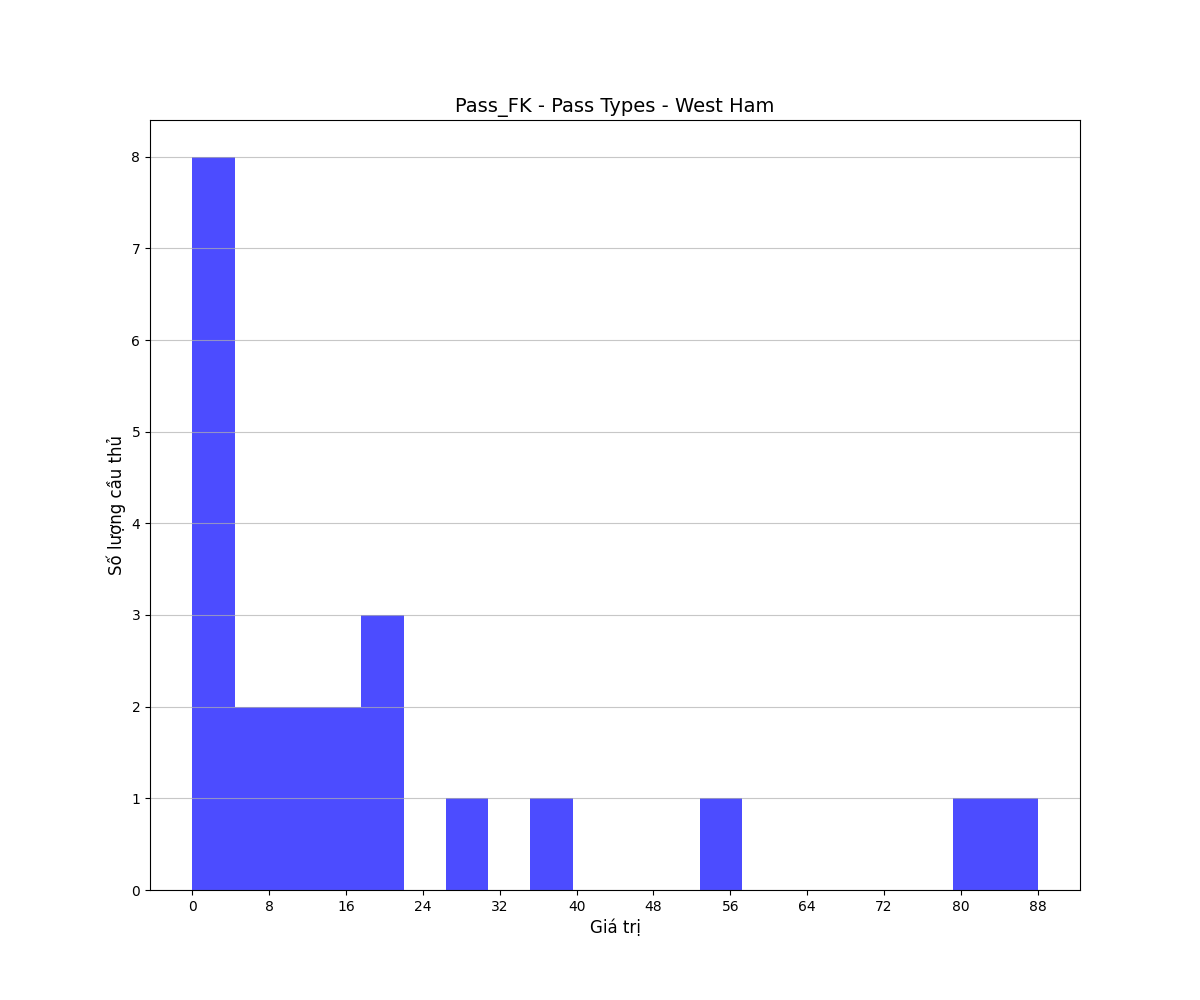 Pass_FK - Pass Types - West Ham
8
7
6
5
4
3
2
1
0
Số lượng cầu thủ
0 8 16 24 32 40 48 56 64 72 80 88
Giá trị